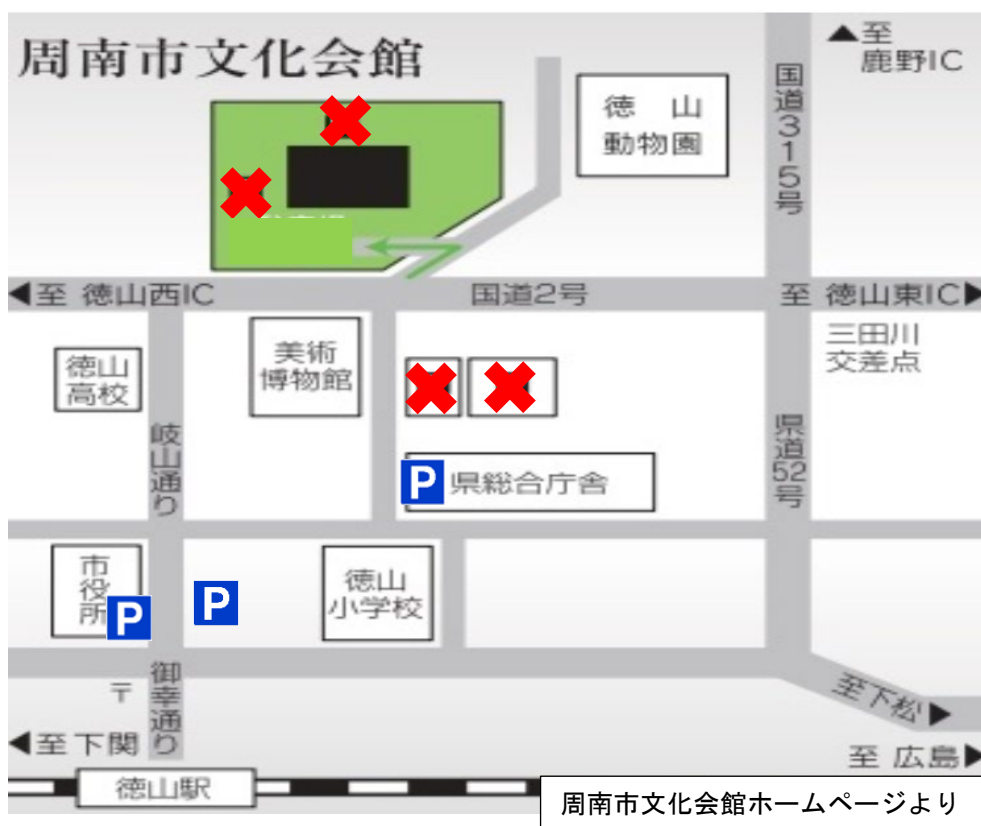 周南市文化会館
▲至
鹿野IC
徳山
動物園
国道315号
◀至 徳山西IC
国道2号
至 徳山東IC▶
三田川
交差点
徳山
高校
美術
博物館
岐山通り
県道52号
P 県総合庁舎
市役所
P
P
徳山
小学校
〒
御幸通り
至下松▶
◀至下関
至 広島▶
徳山駅
周南市文化会館ホームページより